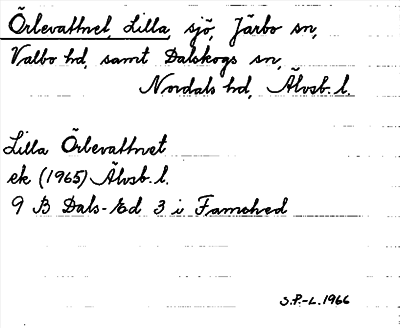 Örlevattnet, Lilla, sjö, Järbo sn,
Valbo hd, samt Dalskogs sn,
Nordals hd, Älvsb. l.
Lilla Örlevattnet
ek (1965) Älvsb. l.
9 B Dals-Ed 3 i Färgelanda
S.P.-L. 1966